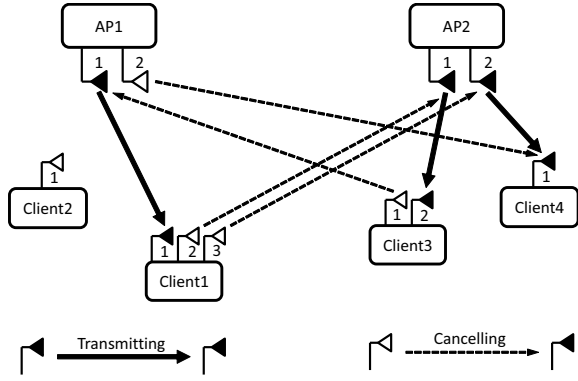 AP1
AP2
1 2
1 2
1
1
1 2 3
1 2
Client2
Client4
Client3
Client1
Transmitting
Cancelling